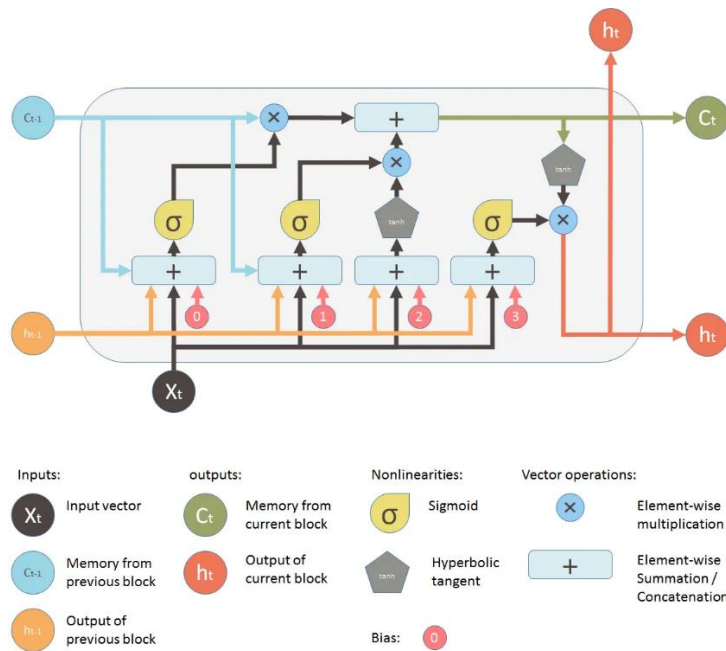 ht
Ct-1
×
+
Ct
tanh
×
σ
σ
tanh
σ
×
+
+
+
+
ht-1
0
1
2
3
ht
Xt
Inputs:
outputs:
Nonlinearities:
Vector operations:
Xt
Input vector
Ct
Memory from
current block
σ
Sigmoid
×
Element-wise
multiplication
Ct-1
Memory from
previous block
ht
Output of
current block
tanh
Hyperbolic
tangent
+
Element-wise
Summation /
Concatenation
ht-1
Output of
previous block
Bias:
0